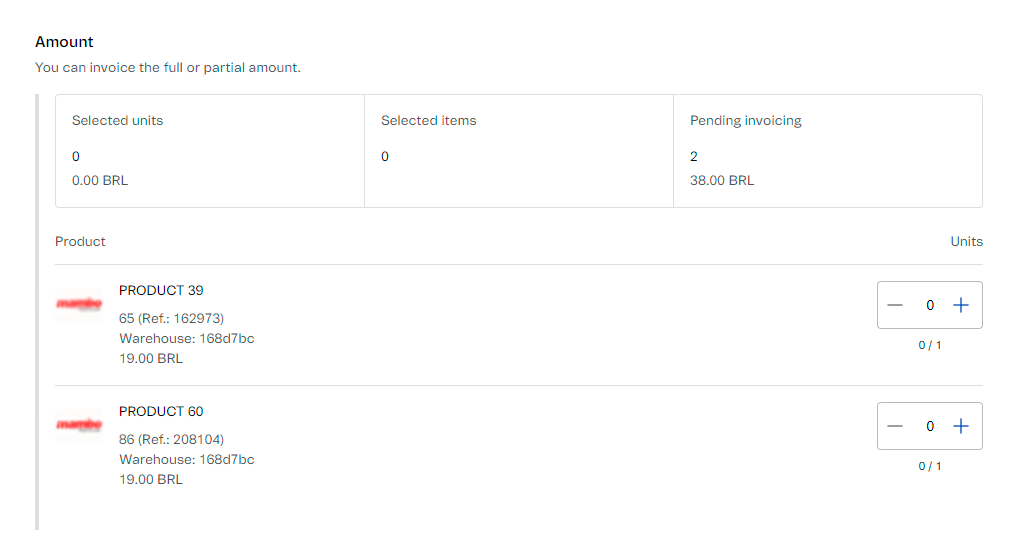 Amount
You can invoice the full or partial amount.
Selected units
Selected items
Pending invoicing
0
0
2
0.00 BRL
38.00 BRL
Product
Units
mambo
PRODUCT 39
65 (Ref.: 162973)
Warehouse: 168d7bc
19.00 BRL
0
0 / 1
mambo
PRODUCT 60
86 (Ref.: 208104)
Warehouse: 168d7bc
19.00 BRL
0
0 / 1